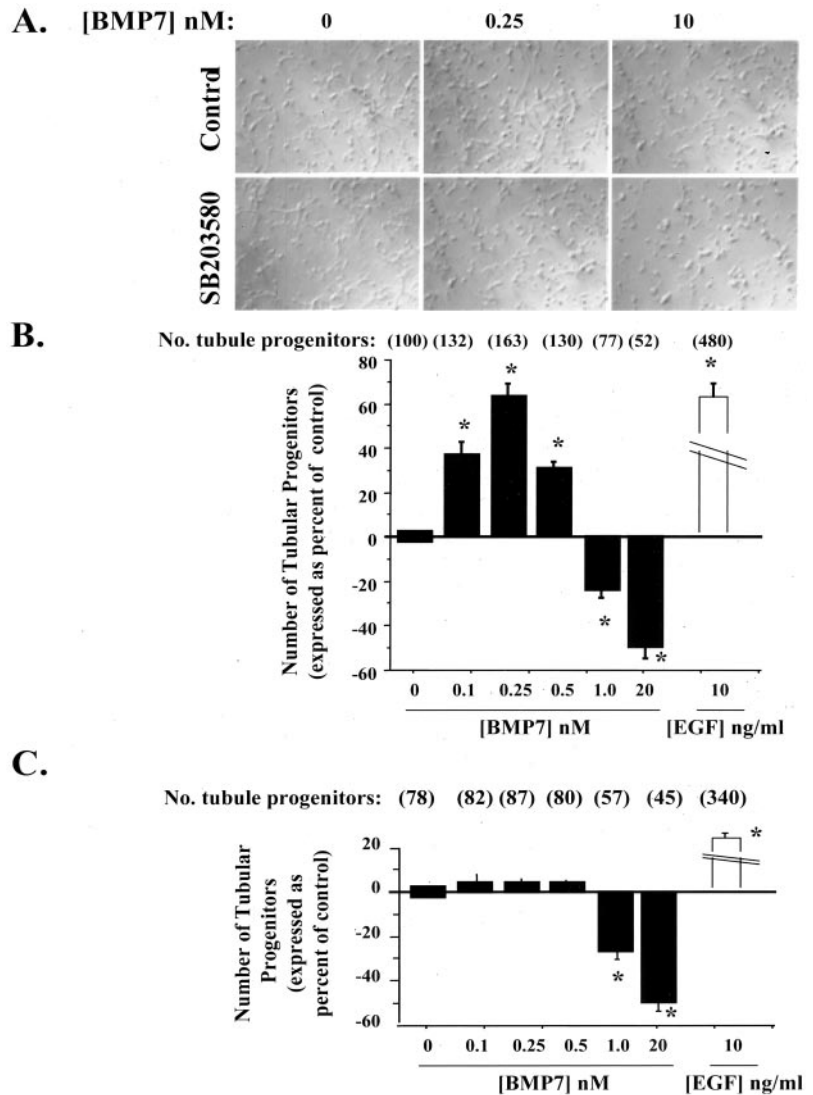 A.
[BMP7] nM: 0 0.25 10
Contrd
SB203580
B.
No. tubule progenitors: (100) (132) (163) (130) (77) (52) (480)
Number of Tubular Progenitors
(expressed as percent of control)
80
60
40
20
0
-20
-40
-60
*
*
*
*
*
*
0 0.1 0.25 0.5 1.0 20 10
[BMP7] nM [EGF] ng/ml
C.
No. tubule progenitors: (78) (82) (87) (80) (57) (45) (340)
Number of Tubular
Progenitors
(expressed as
percent of control)
20
0
-20
-40
-60
*
*
*
0 0.1 0.25 0.5 1.0 20 10
[BMP7] nM [EGF] ng/ml